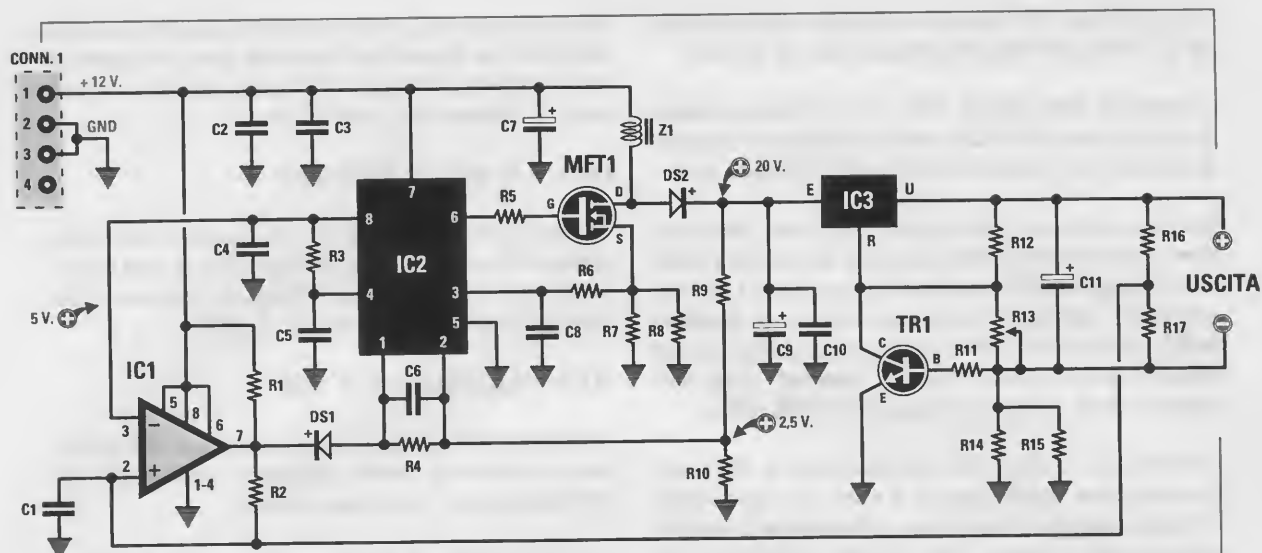 CONN. 1
1
+ 12 V.
2
GND
3
4
C2
C3
C7
+
Z1
MFT1
D
G
S
DS2
+
20 V.
E
IC3
U
R
R12
C11
+
R16
USCITA
R17
R13
TR1
C
B
E
R11
R14
R15
7
8
6
IC2
4
3
5
1
2
R5
R6
R7
R8
C8
R9
C9
+
C10
2,5 V.
R10
C4
R3
C5
5 V.
IC1
5
8
6
3
−
2
+
7
1-4
R1
R2
DS1
+
C6
R4
C1